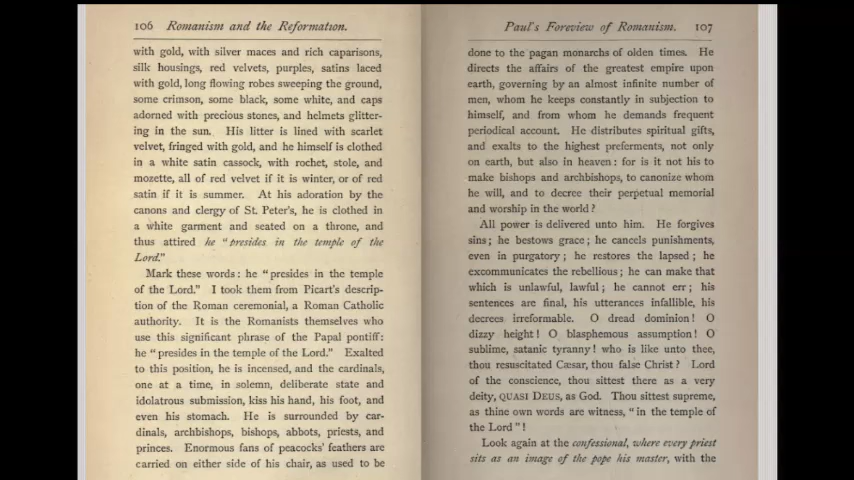 106 Romanism and the Reformation.
with gold, with silver maces and rich caparisons,
silk housings, red velvets, purples, satins laced
with gold, long flowing robes sweeping the ground,
some crimson, some black, some white, and caps
adorned with precious stones, and helmets glitter-
ing in the sun. His litter is lined with scarlet
velvet, fringed with gold, and he himself is clothed
in a white satin cassock, with rochet, stole, and
mozette, all of red velvet if it is winter, or of red
satin if it is summer. At his adoration by the
canons and clergy of St. Peter's, he is clothed in
a white garment and seated on a throne, and
thus attired he "presides in the temple of the
Lord."
Mark these words: he "presides in the temple
of the Lord." I took them from Picart's descrip-
tion of the Roman ceremonial, a Roman Catholic
authority. It is the Romanists themselves who
use this significant phrase of the Papal pontiff:
he "presides in the temple of the Lord." Exalted
to this position, he is incensed, and the cardinals,
one at a time, in solemn, deliberate state and
idolatrous submission, kiss his hand, his foot, and
even his stomach. He is surrounded by car-
dinals, archbishops, bishops, abbots, priests, and
princes. Enormous fans of peacocks' feathers are
carried on either side of his chair, as used to be
Paul's Foreview of Romanism. 107
done to the pagan monarchs of olden times. He
directs the affairs of the greatest empire upon
earth, governing by an almost infinite number of
men, whom he keeps constantly in subjection to
himself, and from whom he demands frequent
periodical account. He distributes spiritual gifts,
and exalts to the highest preferments, not only
on earth, but also in heaven: for is it not his to
make bishops and archbishops, to canonize whom
he will, and to decree their perpetual memorial
and worship in the world?
All power is delivered unto him. He forgives
sins; he bestows grace; he cancels punishments,
even in purgatory; he restores the lapsed; he
excommunicates the rebellious; he can make that
which is unlawful, lawful; he cannot err; his
sentences are final, his utterances infallible, his
decrees irreformable. O dread dominion! O
dizzy height! O blasphemous assumption! O
sublime, satanic tyranny! who is like unto thee,
thou resuscitated Cæsar, thou false Christ? Lord
of the conscience, thou sittest there as a very
deity, QUASI DEUS, as God. Thou sittest supreme,
as thine own words are witness, "in the temple of
the Lord"!
Look again at the confessional, where every priest
sits as an image of the pope his master, with the